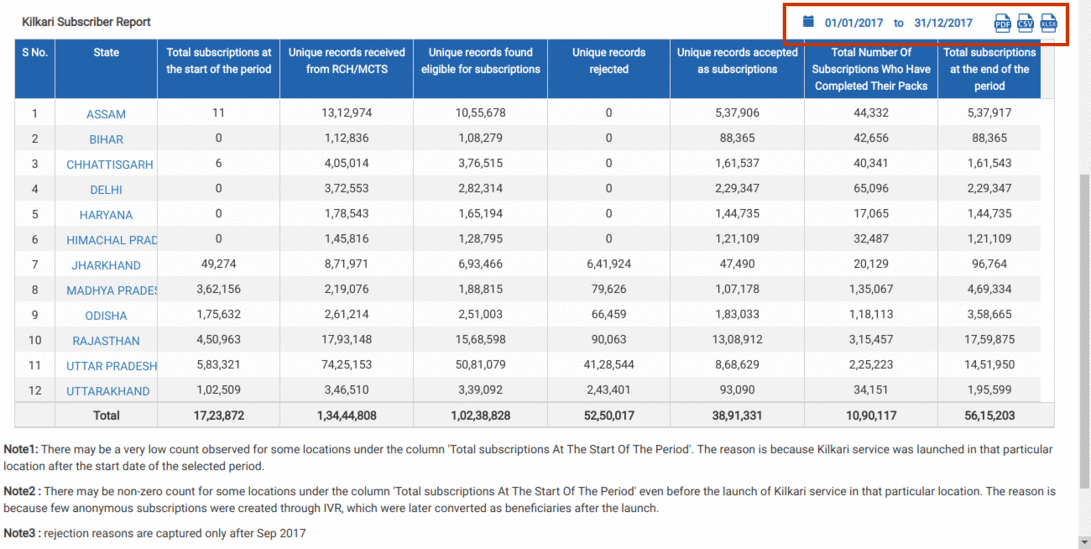 Kilkari Subscriber Report
01/01/2017 to 31/12/2017 PDF CSV XLSX
S No. State Total subscriptions at the start of the period Unique records received from RCH/MCTS Unique records found eligible for subscriptions Unique records rejected Unique records accepted as subscriptions Total Number Of Subscriptions Who Have Completed Their Packs Total subscriptions at the end of the period
1 ASSAM 11 13,12,974 10,55,678 0 5,37,906 44,332 5,37,917
2 BIHAR 0 1,12,836 1,08,279 0 88,365 42,656 88,365
3 CHHATTISGARH 6 4,05,014 3,76,515 0 1,61,537 40,341 1,61,543
4 DELHI 0 3,72,553 2,82,314 0 2,29,347 65,096 2,29,347
5 HARYANA 0 1,78,543 1,65,194 0 1,44,735 17,065 1,44,735
6 HIMACHAL PRAD 0 1,45,816 1,28,795 0 1,21,109 32,487 1,21,109
7 JHARKHAND 49,274 8,71,971 6,93,466 6,41,924 47,490 20,129 96,764
8 MADHYA PRADES 3,62,156 2,19,076 1,88,815 79,626 1,07,178 1,35,067 4,69,334
9 ODISHA 1,75,632 2,61,214 2,51,003 66,459 1,83,033 1,18,113 3,58,665
10 RAJASTHAN 4,50,963 17,93,148 15,68,598 90,063 13,08,912 3,15,457 17,59,875
11 UTTAR PRADESH 5,83,321 74,25,153 50,81,079 41,28,544 8,68,629 2,25,223 14,51,950
12 UTTARAKHAND 1,02,509 3,46,510 3,39,092 2,43,401 93,090 34,151 1,95,599
Total 17,23,872 1,34,44,808 1,02,38,828 52,50,017 38,91,331 10,90,117 56,15,203
Note1: There may be a very low count observed for some locations under the column 'Total subscriptions At The Start Of The Period'. The reason is because Kilkari service was launched in that particular
location after the start date of the selected period.
Note2 : There may be non-zero count for some locations under the column 'Total subscriptions At The Start Of The Period' even before the launch of Kilkari service in that particular location. The reason is
because few anonymous subscriptions were created through IVR, which were later converted as beneficiaries after the launch.
Note3 : rejection reasons are captured only after Sep 2017